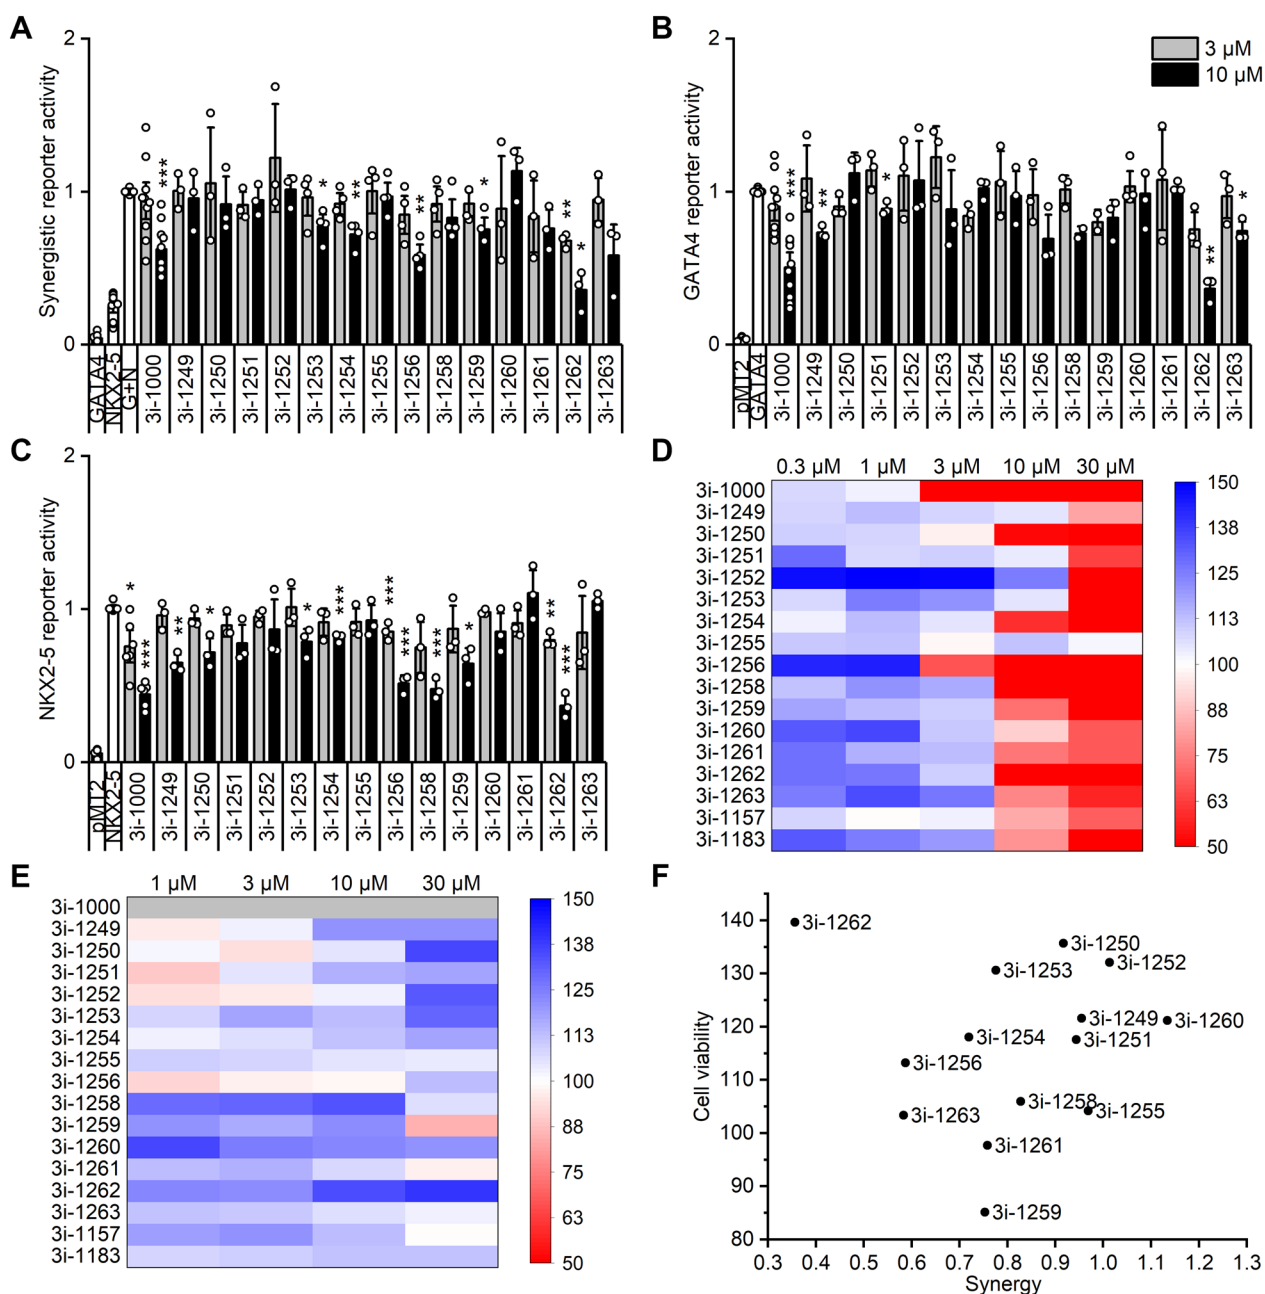 A
2
1
0
Synergistic reporter activity
***
*
**
**
*
**
*
GATA4
NKX2-5
G+N
3i-1000
3i-1249
3i-1250
3i-1251
3i-1252
3i-1253
3i-1254
3i-1255
3i-1256
3i-1258
3i-1259
3i-1260
3i-1261
3i-1262
3i-1263
B
2
1
0
GATA4 reporter activity
3 µM
10 µM
***
**
*
**
*
pMT2
GATA4
3i-1000
3i-1249
3i-1250
3i-1251
3i-1252
3i-1253
3i-1254
3i-1255
3i-1256
3i-1258
3i-1259
3i-1260
3i-1261
3i-1262
3i-1263
C
2
1
0
NKX2-5 reporter activity
*
***
**
*
*
***
***
***
***
*
**
***
pMT2
NKX2-5
3i-1000
3i-1249
3i-1250
3i-1251
3i-1252
3i-1253
3i-1254
3i-1255
3i-1256
3i-1258
3i-1259
3i-1260
3i-1261
3i-1262
3i-1263
D
0.3 µM 1 µM 3 µM 10 µM 30 µM
3i-1000
3i-1249
3i-1250
3i-1251
3i-1252
3i-1253
3i-1254
3i-1255
3i-1256
3i-1258
3i-1259
3i-1260
3i-1261
3i-1262
3i-1263
3i-1157
3i-1183
150
138
125
113
100
88
75
63
50
E
1 µM 3 µM 10 µM 30 µM
3i-1000
3i-1249
3i-1250
3i-1251
3i-1252
3i-1253
3i-1254
3i-1255
3i-1256
3i-1258
3i-1259
3i-1260
3i-1261
3i-1262
3i-1263
3i-1157
3i-1183
150
138
125
113
100
88
75
63
50
F
140
130
120
110
100
90
80
Cell viability
3i-1262
3i-1250
3i-1252
3i-1253
3i-1249
3i-1260
3i-1254
3i-1251
3i-1256
3i-1258
3i-1255
3i-1263
3i-1261
3i-1259
0.3 0.4 0.5 0.6 0.7 0.8 0.9 1.0 1.1 1.2 1.3
Synergy